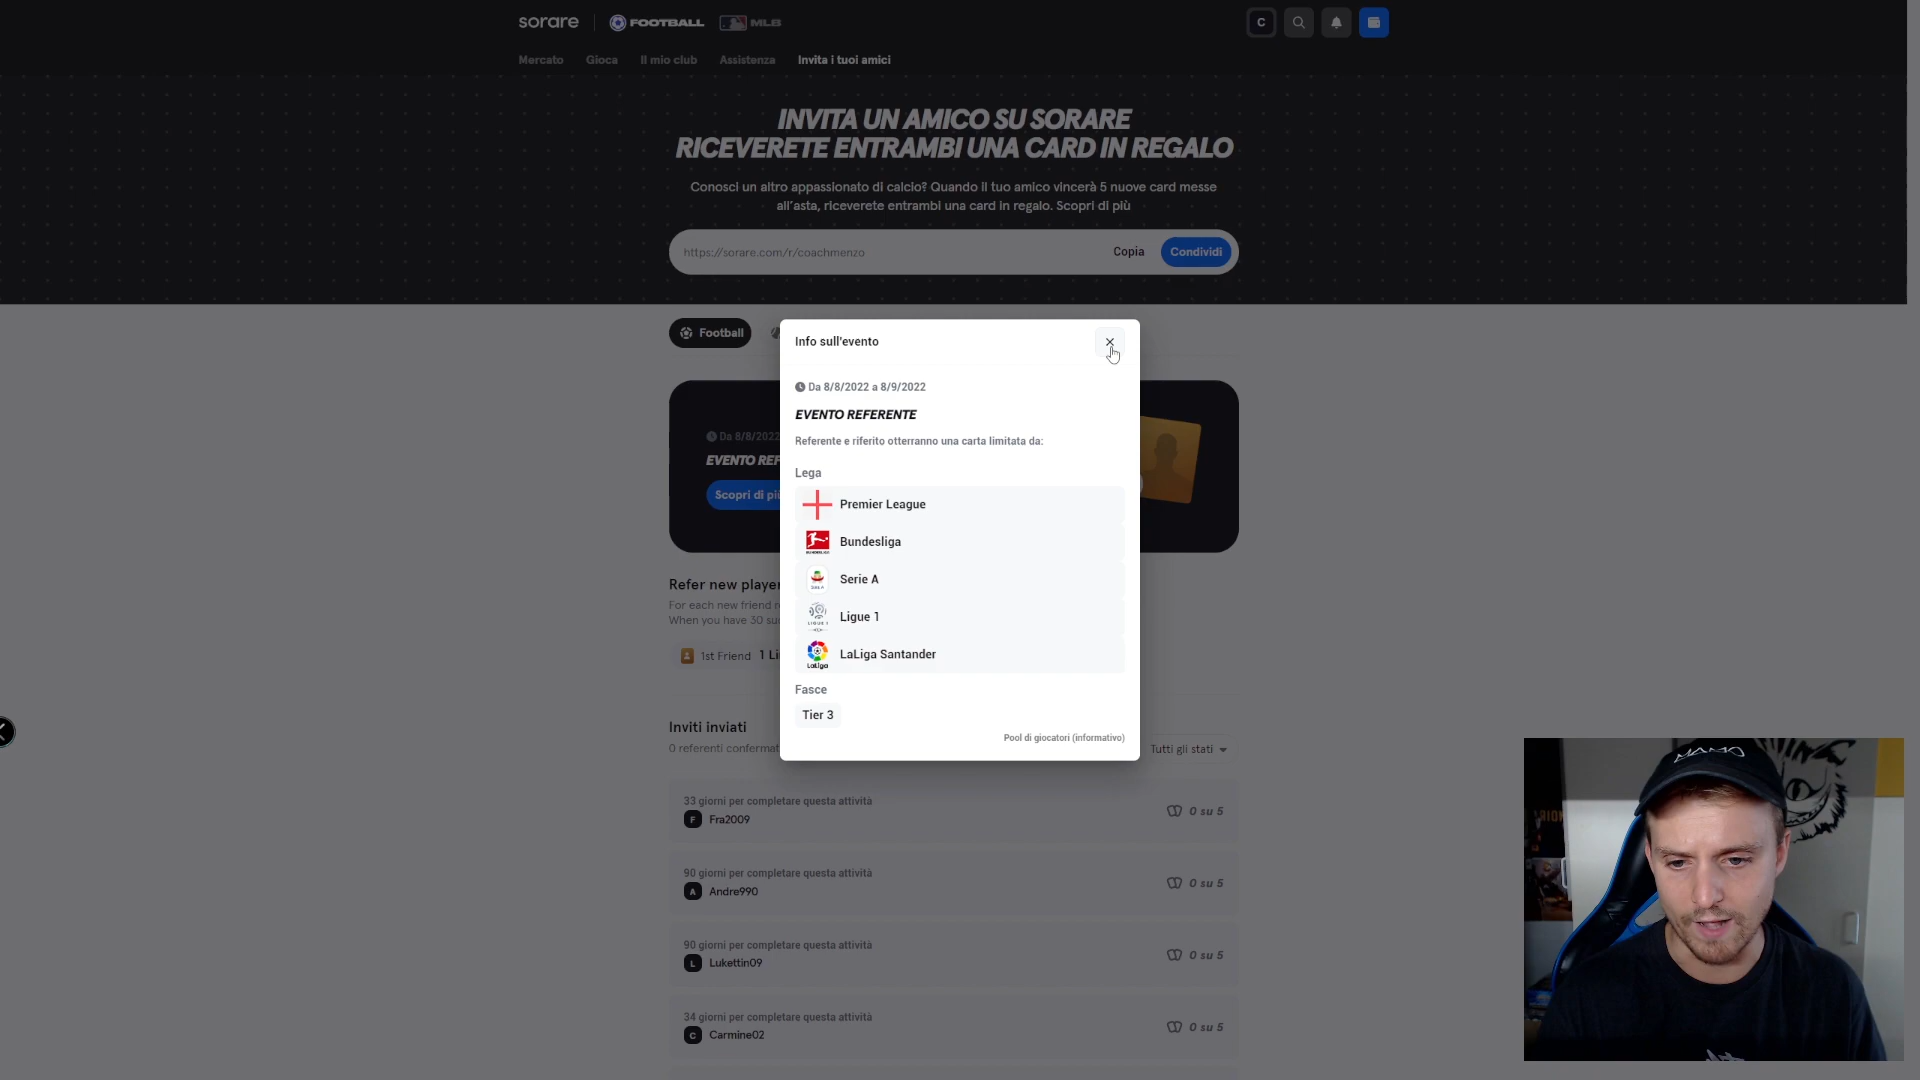 sorare
FOOTBALL
MLB
C
Mercato
Gioca
Il mio club
Assistenza
Invita i tuoi amici
INVITA UN AMICO SU SORARE
RICEVERETE ENTRAMBI UNA CARD IN REGALO
Conosci un altro appassionato di calcio? Quando il tuo amico vincerà 5 nuove card messe
all'asta, riceverete entrambi una card in regalo. Scopri di più
https://sorare.com/r/coachmenzo
Copia
Condividi
Football
Info sull'evento
Da 8/8/2022 a 8/9/2022
EVENTO REFERENTE
Referente e riferito otterranno una carta limitata da:
Lega
Premier League
Bundesliga
Serie A
Ligue 1
LaLiga Santander
Fasce
Tier 3
Pool di giocatori (informativo)
Da 8/8/2022
EVENTO REF
Scopri di più
Refer new player
For each new friend r
When you have 30 su
1st Friend 1 Li
Inviti inviati
0 referenti confermat
Tutti gli stati
33 giorni per completare questa attività
F Fra2009
0 su 5
90 giorni per completare questa attività
A Andre990
0 su 5
90 giorni per completare questa attività
L Lukettin09
0 su 5
34 giorni per completare questa attività
C Carmine02
0 su 5
MAMO